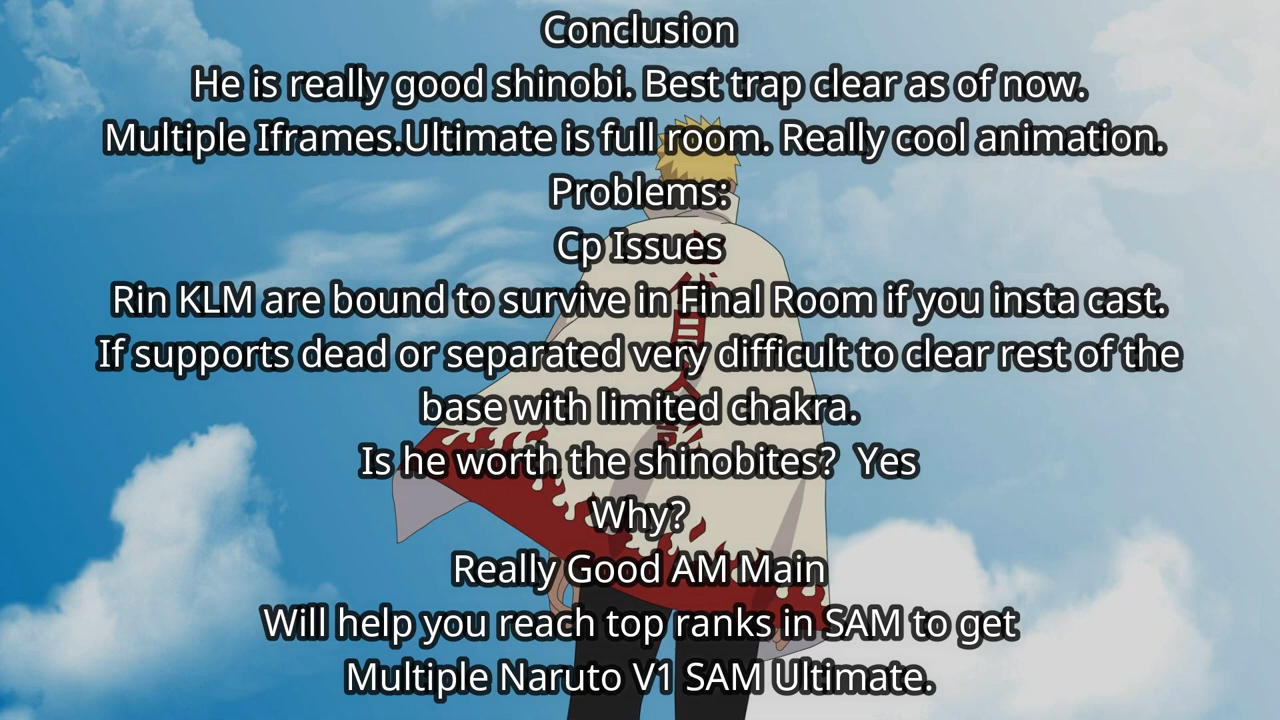 Conclusion
He is really good shinobi. Best trap clear as of now.
Multiple Iframes.Ultimate is full room. Really cool animation.
Problems:
Cp Issues
Rin KLM are bound to survive in Final Room if you insta cast.
If supports dead or separated very difficult to clear rest of the
base with limited chakra.
Is he worth the shinobites?  Yes
Why?
Really Good AM Main
Will help you reach top ranks in SAM to get
Multiple Naruto V1 SAM Ultimate.